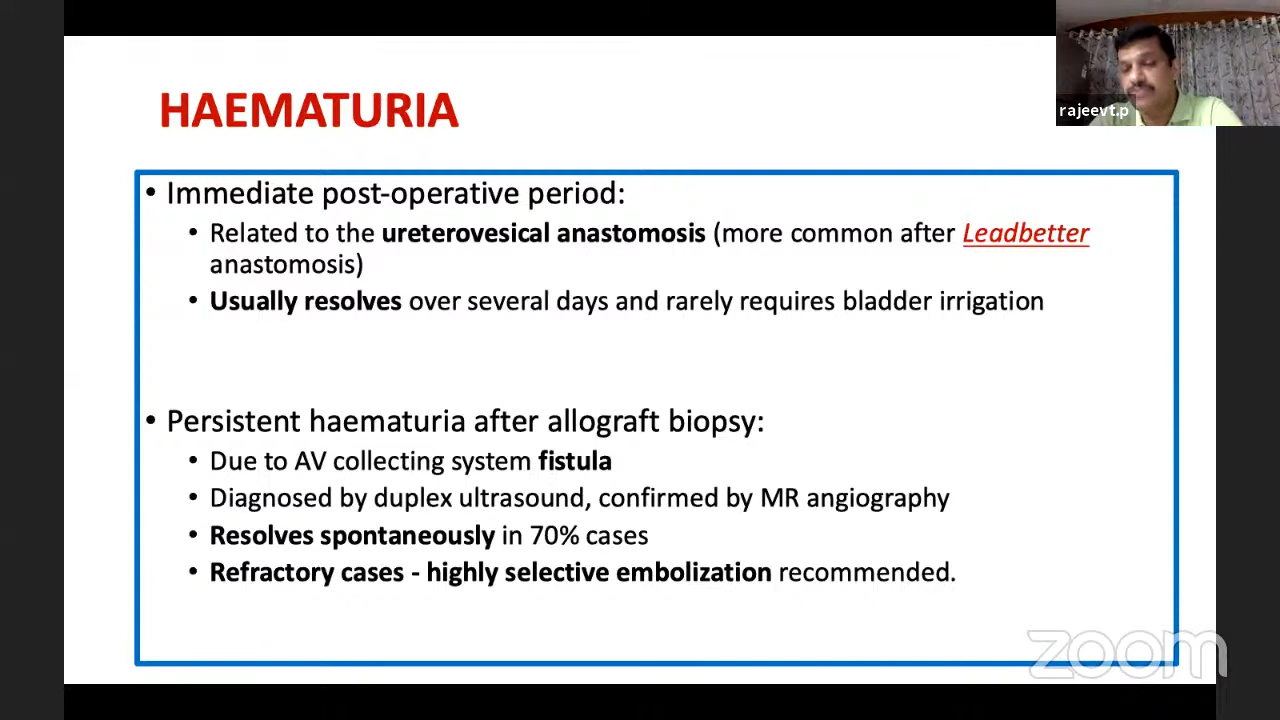 HAEMATURIA
rajeevt.p
• Immediate post-operative period:
• Related to the ureterovesical anastomosis (more common after Leadbetter
anastomosis)
• Usually resolves over several days and rarely requires bladder irrigation
• Persistent haematuria after allograft biopsy:
• Due to AV collecting system fistula
• Diagnosed by duplex ultrasound, confirmed by MR angiography
• Resolves spontaneously in 70% cases
• Refractory cases - highly selective embolization recommended.
zoom